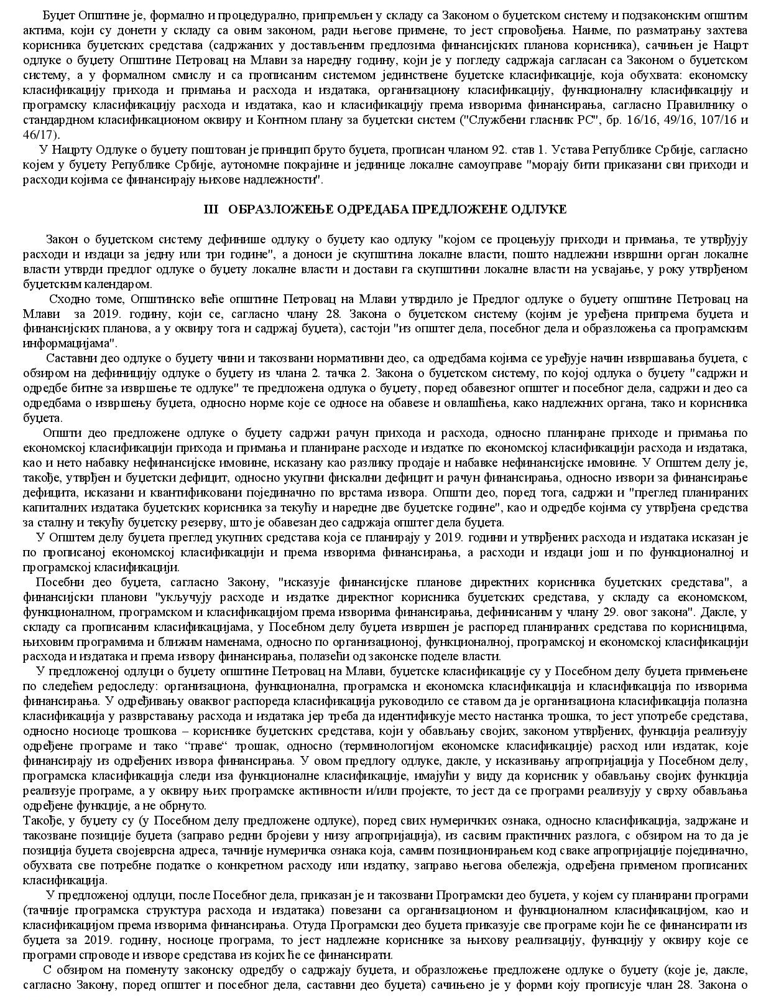 Буџет Општине је, формално и процедурално, припремљен у складу са Законом о буџетском систему и подзаконским општим
актима, који су донети у складу са овим законом, ради његове примене, то јест спровођења. Наиме, по разматрању захтева
корисника буџетских средстава (садржаних у достављеним предлозима финансијских планова корисника), сачињен је Нацрт
одлуке о буџету Општине Петровац на Млави за наредну годину, који је у погледу садржаја сагласан са Законом о буџетском
систему, а у формалном смислу и са прописаним системом јединствене буџетске класификације, која обухвата: економску
класификацију прихода и примања и расхода и издатака, организациону класификацију, функционалну класификацију и
програмску класификацију расхода и издатака, као и класификацију према изворима финансирања, сагласно Правилнику о
стандардном класификационом оквиру и Контном плану за буџетски систем ("Службени гласник РС", бр. 16/16, 49/16, 107/16 и
46/17).
У Нацрту Одлуке о буџету поштован је принцип бруто буџета, прописан чланом 92. став 1. Устава Републике Србије, сагласно
којем у буџету Републике Србије, аутономне покрајине и јединице локалне самоуправе "морају бити приказани сви приходи и
расходи којима се финансирају њихове надлежности".
III ОБРАЗЛОЖЕЊЕ ОДРЕДАБА ПРЕДЛОЖЕНЕ ОДЛУКЕ
Закон о буџетском систему дефинише одлуку о буџету као одлуку "којом се процењују приходи и примања, те утврђују
расходи и издаци за једну или три године", а доноси је скупштина локалне власти, пошто надлежни извршни орган локалне
власти утврди предлог одлуке о буџету локалне власти и достави га скупштини локалне власти на усвајање, у року утврђеном
буџетским календаром.
Сходно томе, Општинско веће општине Петровац на Млави утврдило је Предлог одлуке о буџету општине Петровац на
Млави за 2019. годину, који се, сагласно члану 28. Закона о буџетском систему (којим је уређена припрема буџета и
финансијских планова, а у оквиру тога и садржај буџета), састоји "из општег дела, посебног дела и образложења са програмским
информацијама".
Саставни део одлуке о буџету чини и такозвани нормативни део, са одредбама којима се уређује начин извршавања буџета, с
обзиром на дефиницију одлуке о буџету из члана 2. тачка 2. Закона о буџетском систему, по којој одлука о буџету "садржи и
одредбе битне за извршење те одлуке" те предложена одлука о буџету, поред обавезног општег и посебног дела, садржи и део са
одредбама о извршењу буџета, односно норме које се односе на обавезе и овлашћења, како надлежних органа, тако и корисника
буџета.
Општи део предложене одлуке о буџету садржи рачун прихода и расхода, односно планиране приходе и примања по
економској класификацији прихода и примања и планиране расходе и издатке по економској класификацији расхода и издатака,
као и нето набавку нефинансијске имовине, исказану као разлику продаје и набавке нефинансијске имовине. У Општем делу је,
такође, утврђен и буџетски дефицит, односно укупни фискални дефицит и рачун финансирања, односно извори за финансирање
дефицита, исказани и квантификовани појединачно по врстама извора. Општи део, поред тога, садржи и "преглед планираних
капиталних издатака буџетских корисника за текућу и наредне две буџетске године", као и одредбе којима су утврђена средства
за сталну и текућу буџетску резерву, што је обавезан део садржаја општег дела буџета.
У Општем делу буџета преглед укупних средстава која се планирају у 2019. години и утврђених расхода и издатака исказан је
по прописаној економској класификацији и према изворима финансирања, а расходи и издаци још и по функционалној и
програмској класификацији.
Посебни део буџета, сагласно Закону, "исказује финансијске планове директних корисника буџетских средстава", а
финансијски планови "укључују расходе и издатке директног корисника буџетских средстава, у складу са економском,
функционалном, програмском и класификацијом према изворима финансирања, дефинисаним у члану 29. овог закона". Дакле, у
складу са прописаним класификацијама, у Посебном делу буџета извршен је распоред планираних средстава по корисницима,
њиховим програмима и ближим наменама, односно по организационој, функционалној, програмској и економској класификацији
расхода и издатака и према извору финансирања, полазећи од законске поделе власти.
У предложеној одлуци о буџету општине Петровац на Млави, буџетске класификације су у Посебном делу буџета примењене
по следећем редоследу: организациона, функционална, програмска и економска класификација и класификација по изворима
финансирања. У одређивању оваквог распореда класификација руководило се ставом да је организациона класификација полазна
класификација у разврставању расхода и издатака јер треба да идентификује место настанка трошка, то јест употребе средстава,
односно носиоце трошкова – кориснике буџетских средстава, који у обављању својих, законом утврђених, функција реализују
одређене програме и тако “праве“ трошак, односно (терминологијом економске класификације) расход или издатак, које
финансирају из одређених извора финансирања. У овом предлогу одлуке, дакле, у исказивању апропријација у Посебном делу,
програмска класификација следи иза функционалне класификације, имајући у виду да корисник у обављању својих функција
реализује програме, а у оквиру њих програмске активности и/или пројекте, то јест да се програми реализују у сврху обављања
одређене функције, а не обрнуто.
Такође, у буџету су (у Посебном делу предложене одлуке), поред свих нумеричких ознака, односно класификација, задржане и
такозване позиције буџета (заправо редни бројеви у низу апропријација), из сасвим практичних разлога, с обзиром на то да је
позиција буџета својеврсна адреса, тачније нумеричка ознака која, самим позиционирањем код сваке апропријације појединачно,
обухвата све потребне податке о конкретном расходу или издатку, заправо његова обележја, одређена применом прописаних
класификација.
У предложеној одлуци, после Посебног дела, приказан је и такозвани Програмски део буџета, у којем су планирани програми
(тачније програмска структура расхода и издатака) повезани са организационом и функционалном класификацијом, као и
класификацијом према изворима финансирања. Отуда Програмски део буџета приказује све програме који ће се финансирати из
буџета за 2019. годину, носиоце програма, то јест надлежне кориснике за њихову реализацију, функцију у оквиру које се
програми спроводе и изворе средстава из којих ће се финансирати.
С обзиром на поменуту законску одредбу о садржају буџета, и образложење предложене одлуке о буџету (које је, дакле,
сагласно Закону, поред општег и посебног дела, саставни део буџета) сачињено је у форми коју прописује члан 28. Закона о